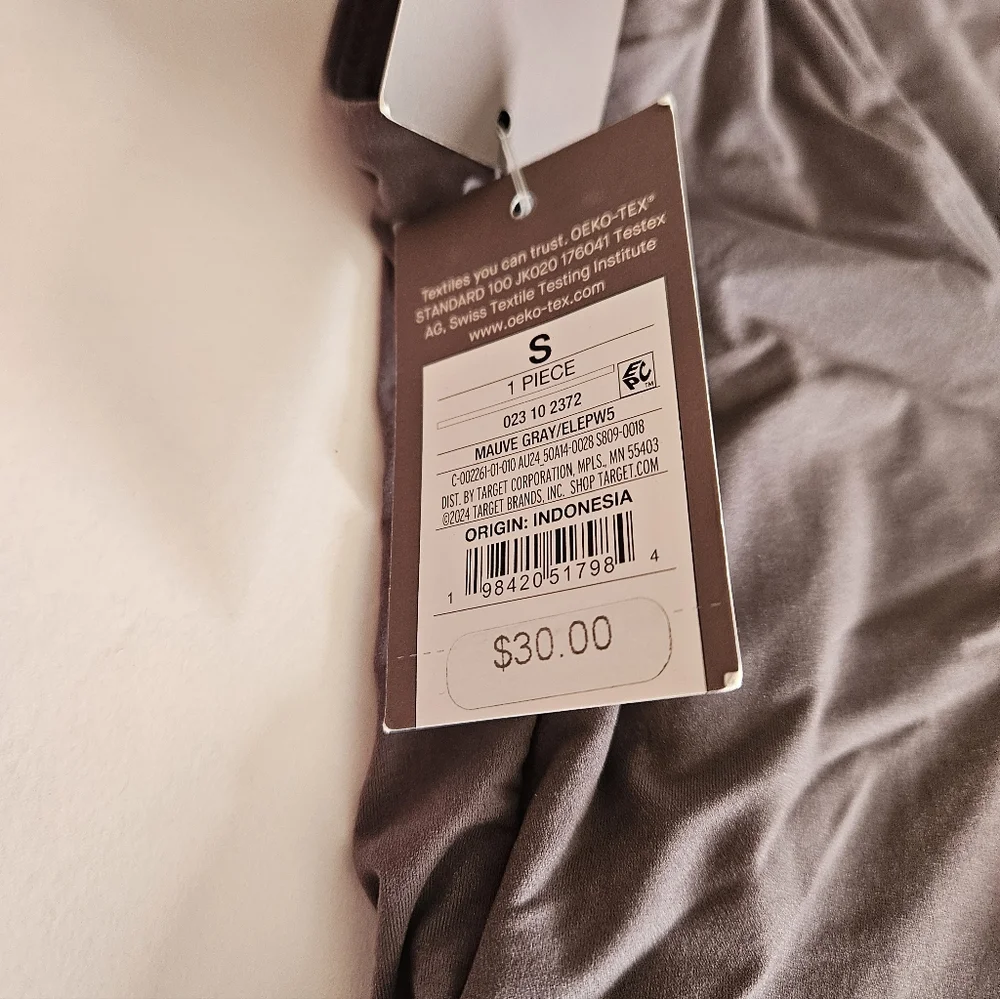 Textiles you can trust. OEKO-TEX®
STANDARD 100 JK020 176041 Testex
AG, Swiss Textile Testing Institute
www.oeko-tex.com
S
1 PIECE
EPC™
023 10 2372
MAUVE GRAY/ELEPW5
C-002261-01-010 AU24_50A14-0028 S809-0018
DIST. BY TARGET CORPORATION, MPLS., MN 55403
©2024 TARGET BRANDS, INC. SHOP TARGET.COM
ORIGIN: INDONESIA
1 98420 51798 4
$30.00